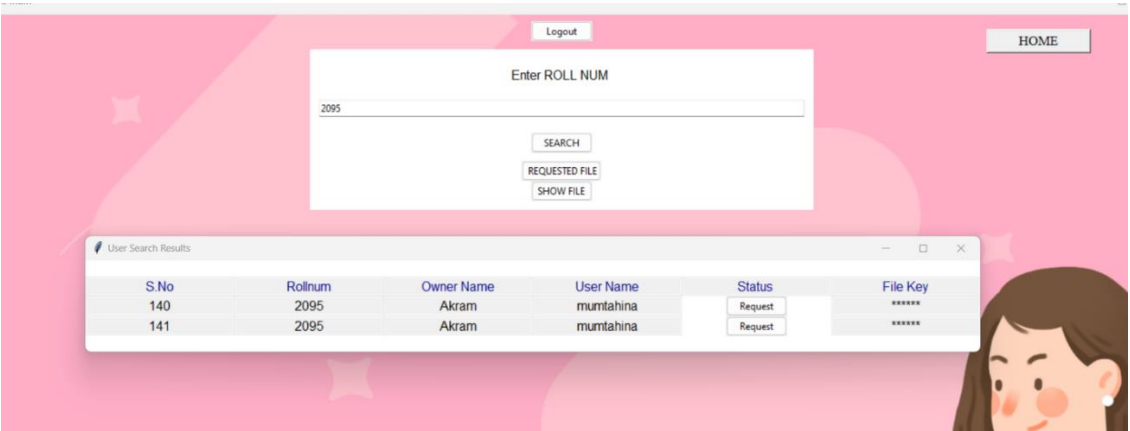 Logout
HOME
Enter ROLL NUM
2095
SEARCH
REQUESTED FILE
SHOW FILE
User Search Results
S.No Rollnum Owner Name User Name Status File Key
140 2095 Akram mumtahina Request ******
141 2095 Akram mumtahina Request ******